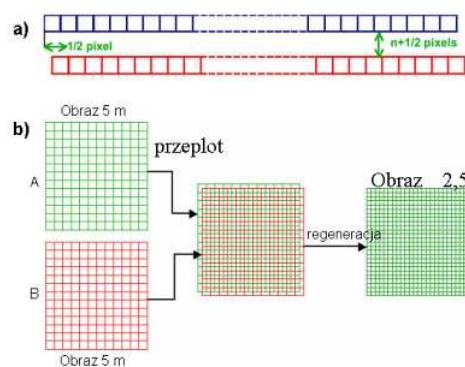 a)
1/2 pixel
n+1/2 pixels
b)
Obraz 5 m
przeplot
A
Obraz 2,5
regeneracja
B
Obraz 5 m